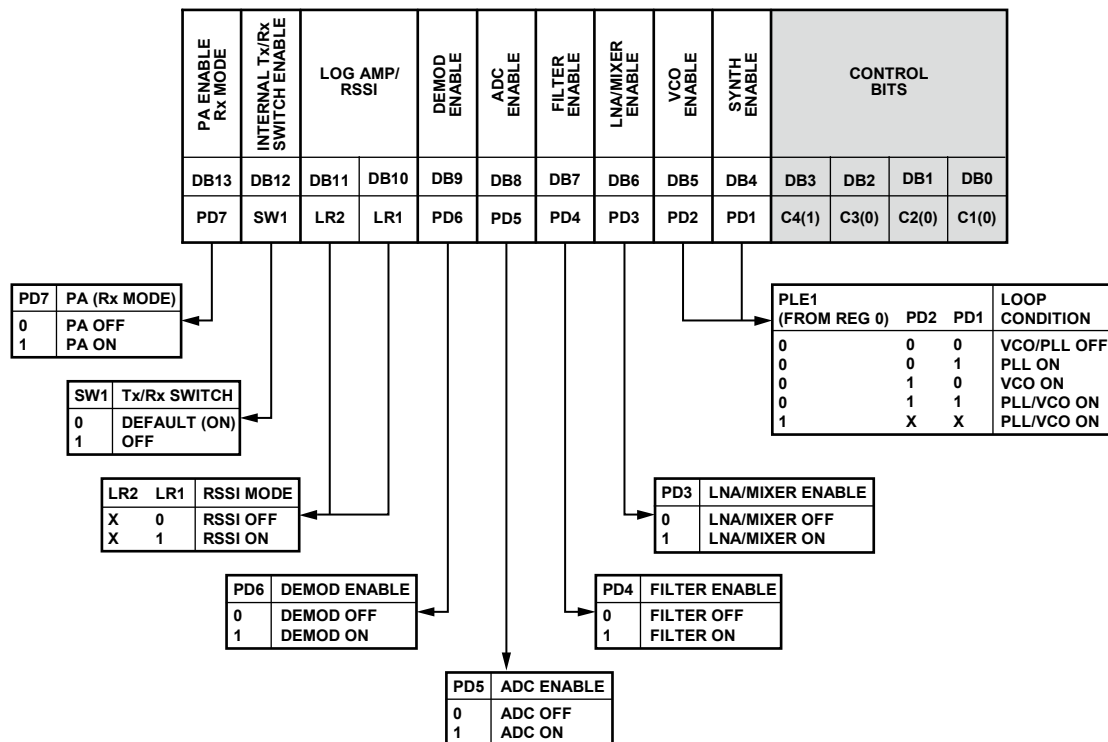 PA ENABLE
Rx MODE
INTERNAL Tx/Rx
SWITCH ENABLE
LOG AMP/
RSSI
DEMOD
ENABLE
ADC
ENABLE
FILTER
ENABLE
LNA/MIXER
ENABLE
VCO
ENABLE
SYNTH
ENABLE
CONTROL
BITS
DB13 DB12 DB11 DB10 DB9 DB8 DB7 DB6 DB5 DB4 DB3 DB2 DB1 DB0
PD7 SW1 LR2 LR1 PD6 PD5 PD4 PD3 PD2 PD1 C4(1) C3(0) C2(0) C1(0)
PD7 PA (Rx MODE)
0 PA OFF
1 PA ON
PLE1
(FROM REG 0) PD2 PD1 LOOP
CONDITION
0 0 0 VCO/PLL OFF
0 0 1 PLL ON
0 1 0 VCO ON
0 1 1 PLL/VCO ON
1 X X PLL/VCO ON
SW1 Tx/Rx SWITCH
0 DEFAULT (ON)
1 OFF
LR2 LR1 RSSI MODE
X 0 RSSI OFF
X 1 RSSI ON
PD3 LNA/MIXER ENABLE
0 LNA/MIXER OFF
1 LNA/MIXER ON
PD6 DEMOD ENABLE
0 DEMOD OFF
1 DEMOD ON
PD4 FILTER ENABLE
0 FILTER OFF
1 FILTER ON
PD5 ADC ENABLE
0 ADC OFF
1 ADC ON